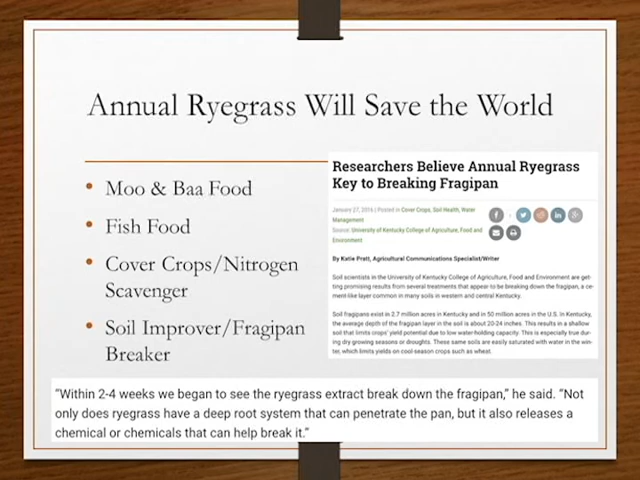 Annual Ryegrass Will Save the World
• Moo & Baa Food
• Fish Food
• Cover Crops/Nitrogen
Scavenger
• Soil Improver/Fragipan
Breaker
Researchers Believe Annual Ryegrass
Key to Breaking Fragipan
January 27, 2016 | Posted in Cover Crops, Soil Health, Water
Management
Source: University of Kentucky College of Agriculture, Food and
Environment
By Katie Pratt, Agricultural Communications Specialist/Writer
Soil scientists in the University of Kentucky College of Agriculture, Food and Environment are get-
ting promising results from several treatments that appear to be breaking down the fragipan, a ce-
ment-like layer common in many soils in western and central Kentucky.
Soil fragipans exist in 2.7 million acres in Kentucky and in 50 million acres in the U.S. In Kentucky,
the average depth of the fragipan layer in the soil is about 20-24 inches. This results in a shallow
soil that limits crops' yield potential due to low water-holding capacity. This is especially true dur-
ing dry growing seasons or droughts. These same soils are easily saturated with water in the win-
ter, which limits yields on cool-season crops such as wheat.
“Within 2-4 weeks we began to see the ryegrass extract break down the fragipan,” he said. “Not
only does ryegrass have a deep root system that can penetrate the pan, but it also releases a
chemical or chemicals that can help break it.”